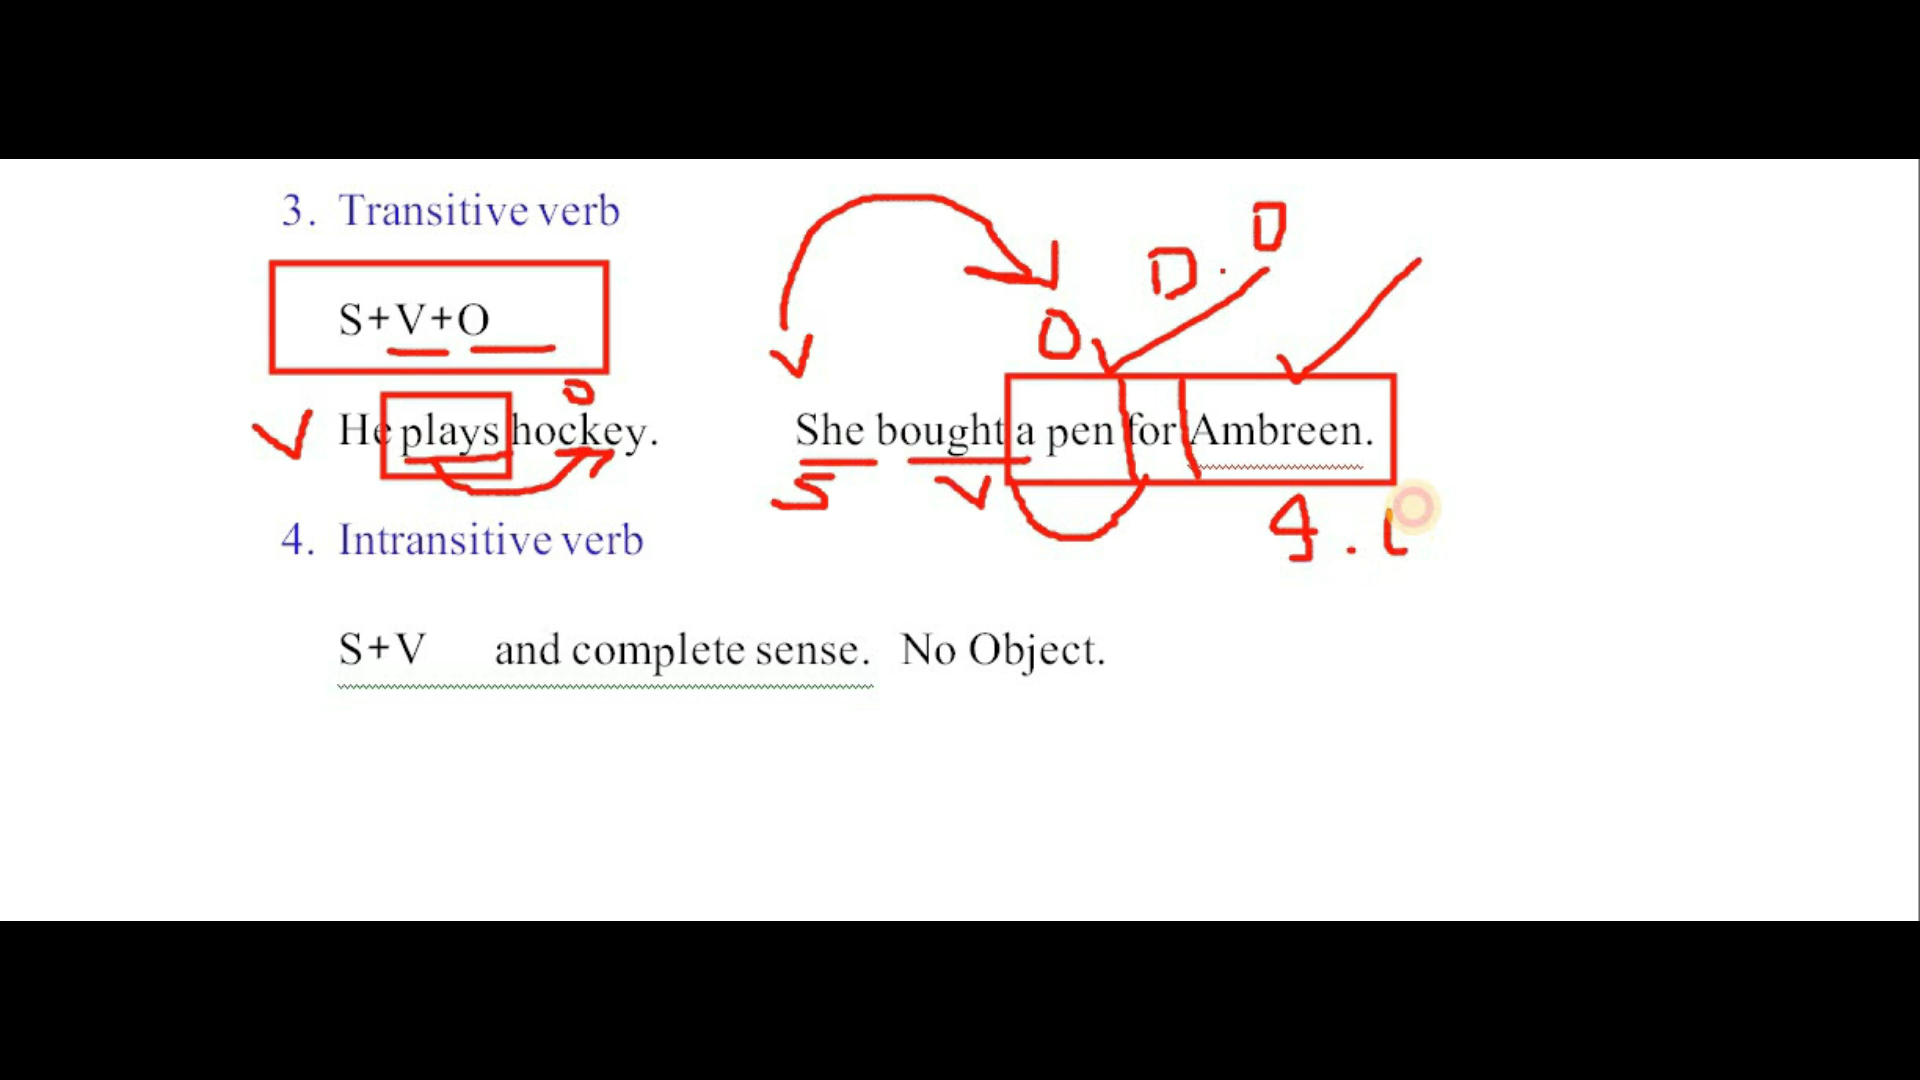 3. Transitive verb
D . O
S+V+O
O
O
He plays hockey.
She bought a pen for Ambreen.
S V
4. Intransitive verb
S+V and complete sense. No Object.